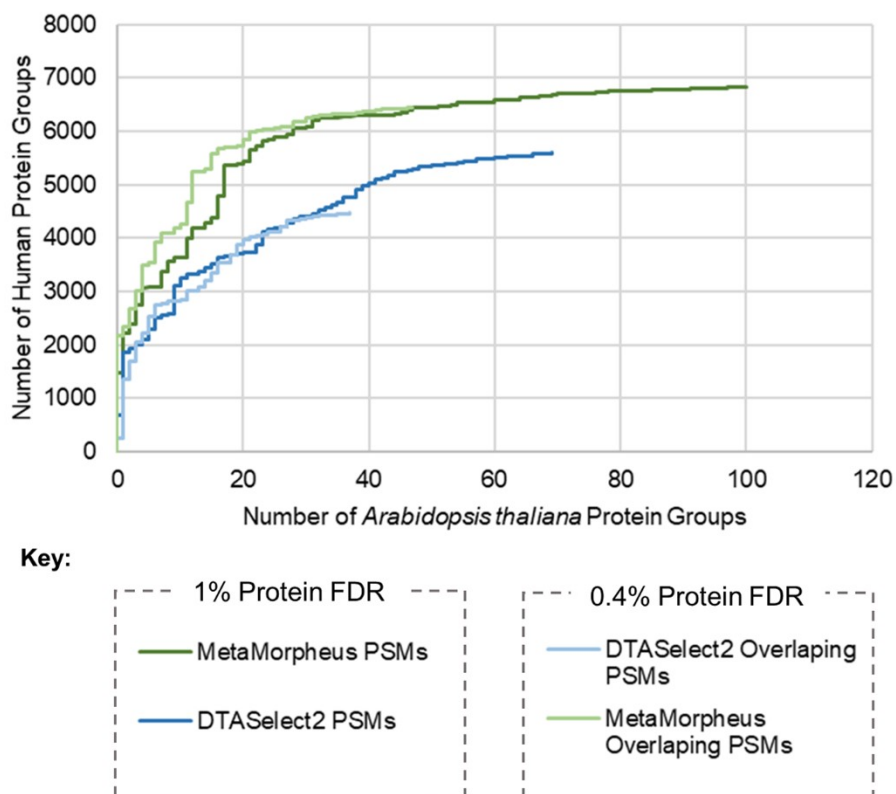 8000
7000
6000
5000
4000
3000
2000
1000
0
Number of Human Protein Groups
0 20 40 60 80 100 120
Number of Arabidopsis thaliana Protein Groups
Key:
1% Protein FDR
MetaMorpheus PSMs
DTASelect2 PSMs
0.4% Protein FDR
DTASelect2 Overlaping
PSMs
MetaMorpheus
Overlaping PSMs